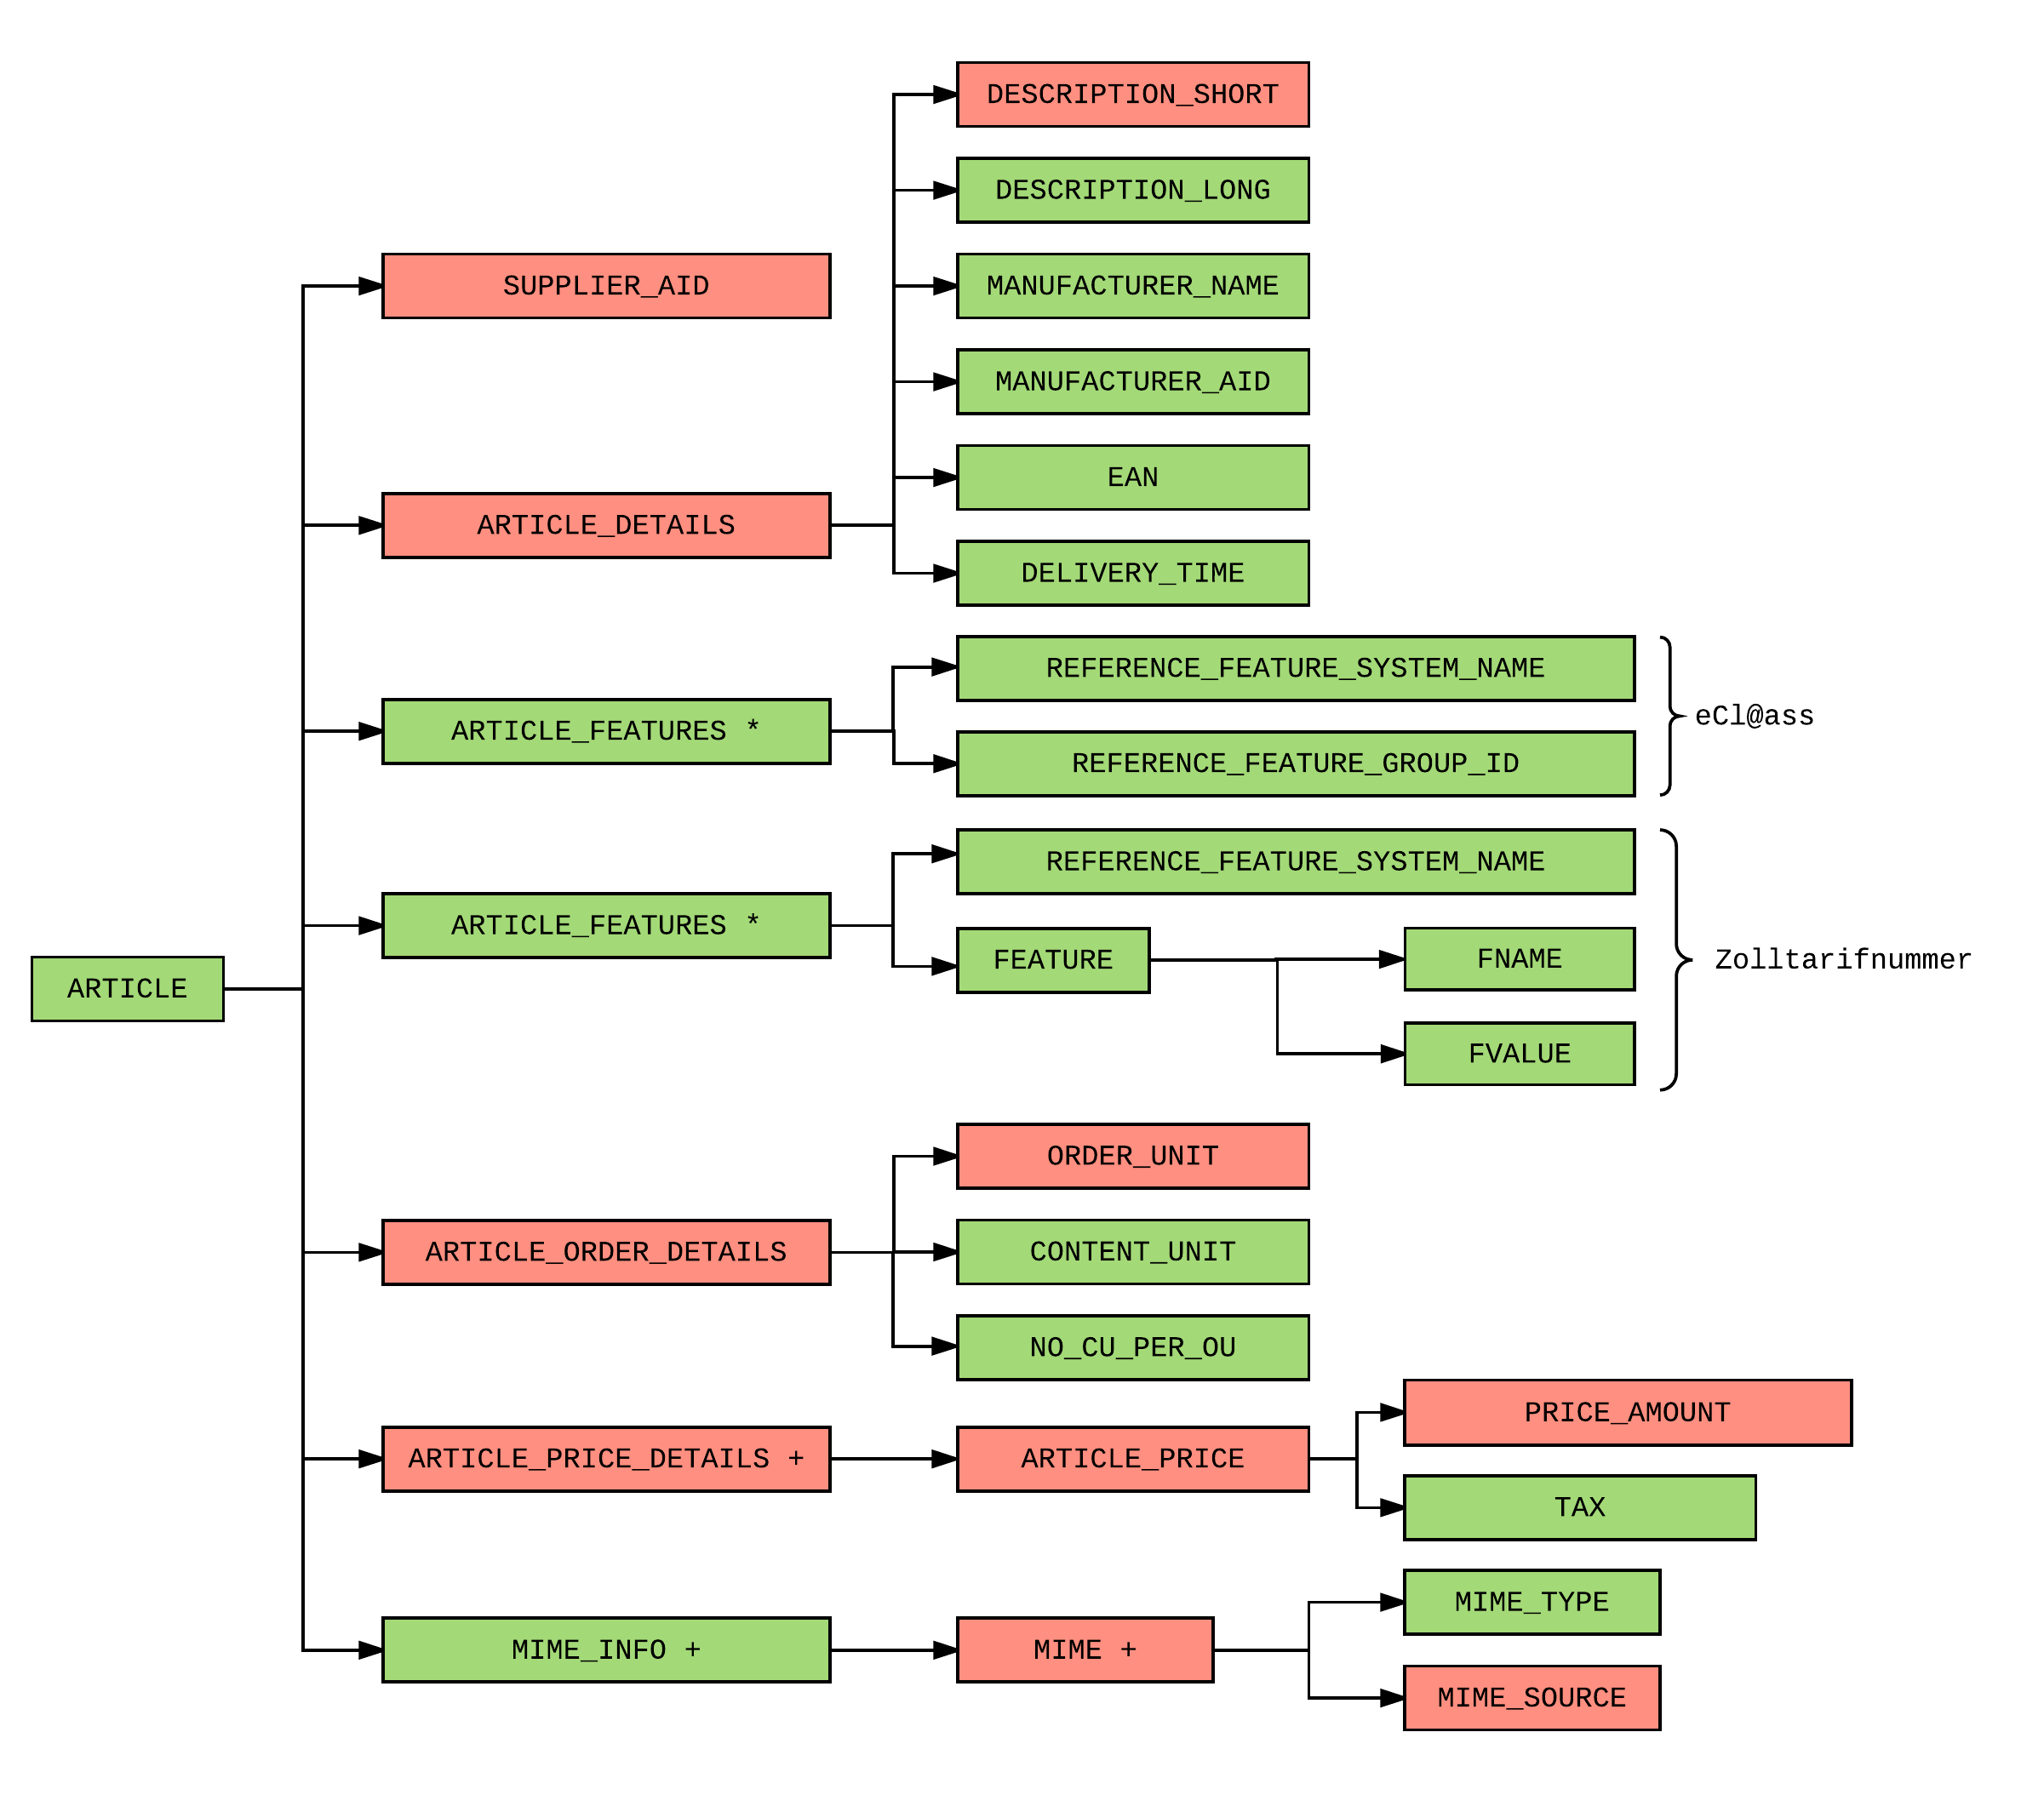 DESCRIPTION_SHORT
DESCRIPTION_LONG
SUPPLIER_AID
MANUFACTURER_NAME
MANUFACTURER_AID
EAN
ARTICLE_DETAILS
DELIVERY_TIME
REFERENCE_FEATURE_SYSTEM_NAME
eCl@ass
ARTICLE_FEATURES *
REFERENCE_FEATURE_GROUP_ID
REFERENCE_FEATURE_SYSTEM_NAME
ARTICLE_FEATURES *
FEATURE
FNAME
Zolltarifnummer
ARTICLE
FVALUE
ORDER_UNIT
ARTICLE_ORDER_DETAILS
CONTENT_UNIT
NO_CU_PER_OU
PRICE_AMOUNT
ARTICLE_PRICE_DETAILS +
ARTICLE_PRICE
TAX
MIME_TYPE
MIME_INFO +
MIME +
MIME_SOURCE